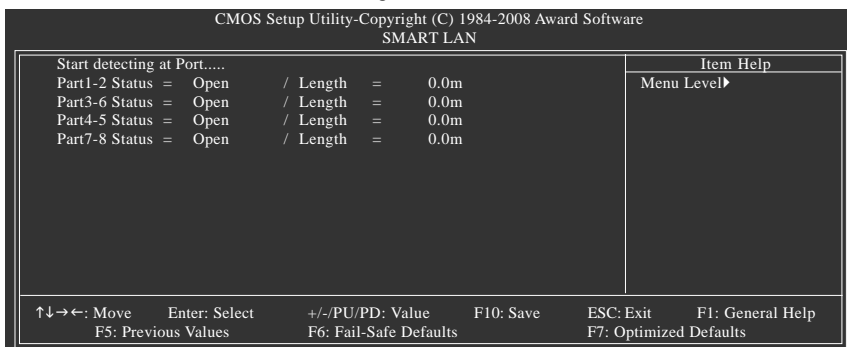 CMOS Setup Utility-Copyright (C) 1984-2008 Award Software
SMART LAN
Start detecting at Port.....
Part1-2 Status = Open / Length = 0.0m
Part3-6 Status = Open / Length = 0.0m
Part4-5 Status = Open / Length = 0.0m
Part7-8 Status = Open / Length = 0.0m
Item Help
Menu Level▶
↑↓→←: Move Enter: Select +/-/PU/PD: Value F10: Save ESC: Exit F1: General Help
F5: Previous Values F6: Fail-Safe Defaults F7: Optimized Defaults